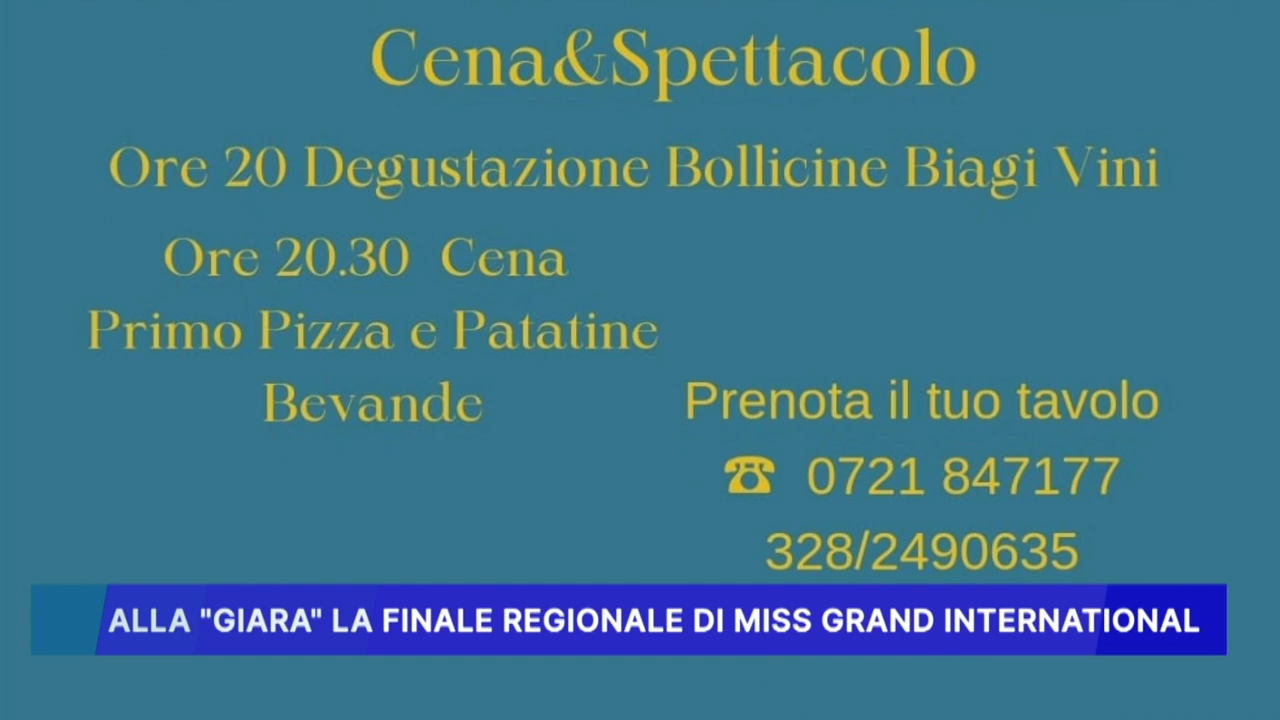 Cena&Spettacolo
Ore 20 Degustazione Bollicine Biagi Vini
Ore 20.30 Cena
Primo Pizza e Patatine
Bevande
Prenota il tuo tavolo
☎ 0721 847177
328/2490635
ALLA "GIARA" LA FINALE REGIONALE DI MISS GRAND INTERNATIONAL